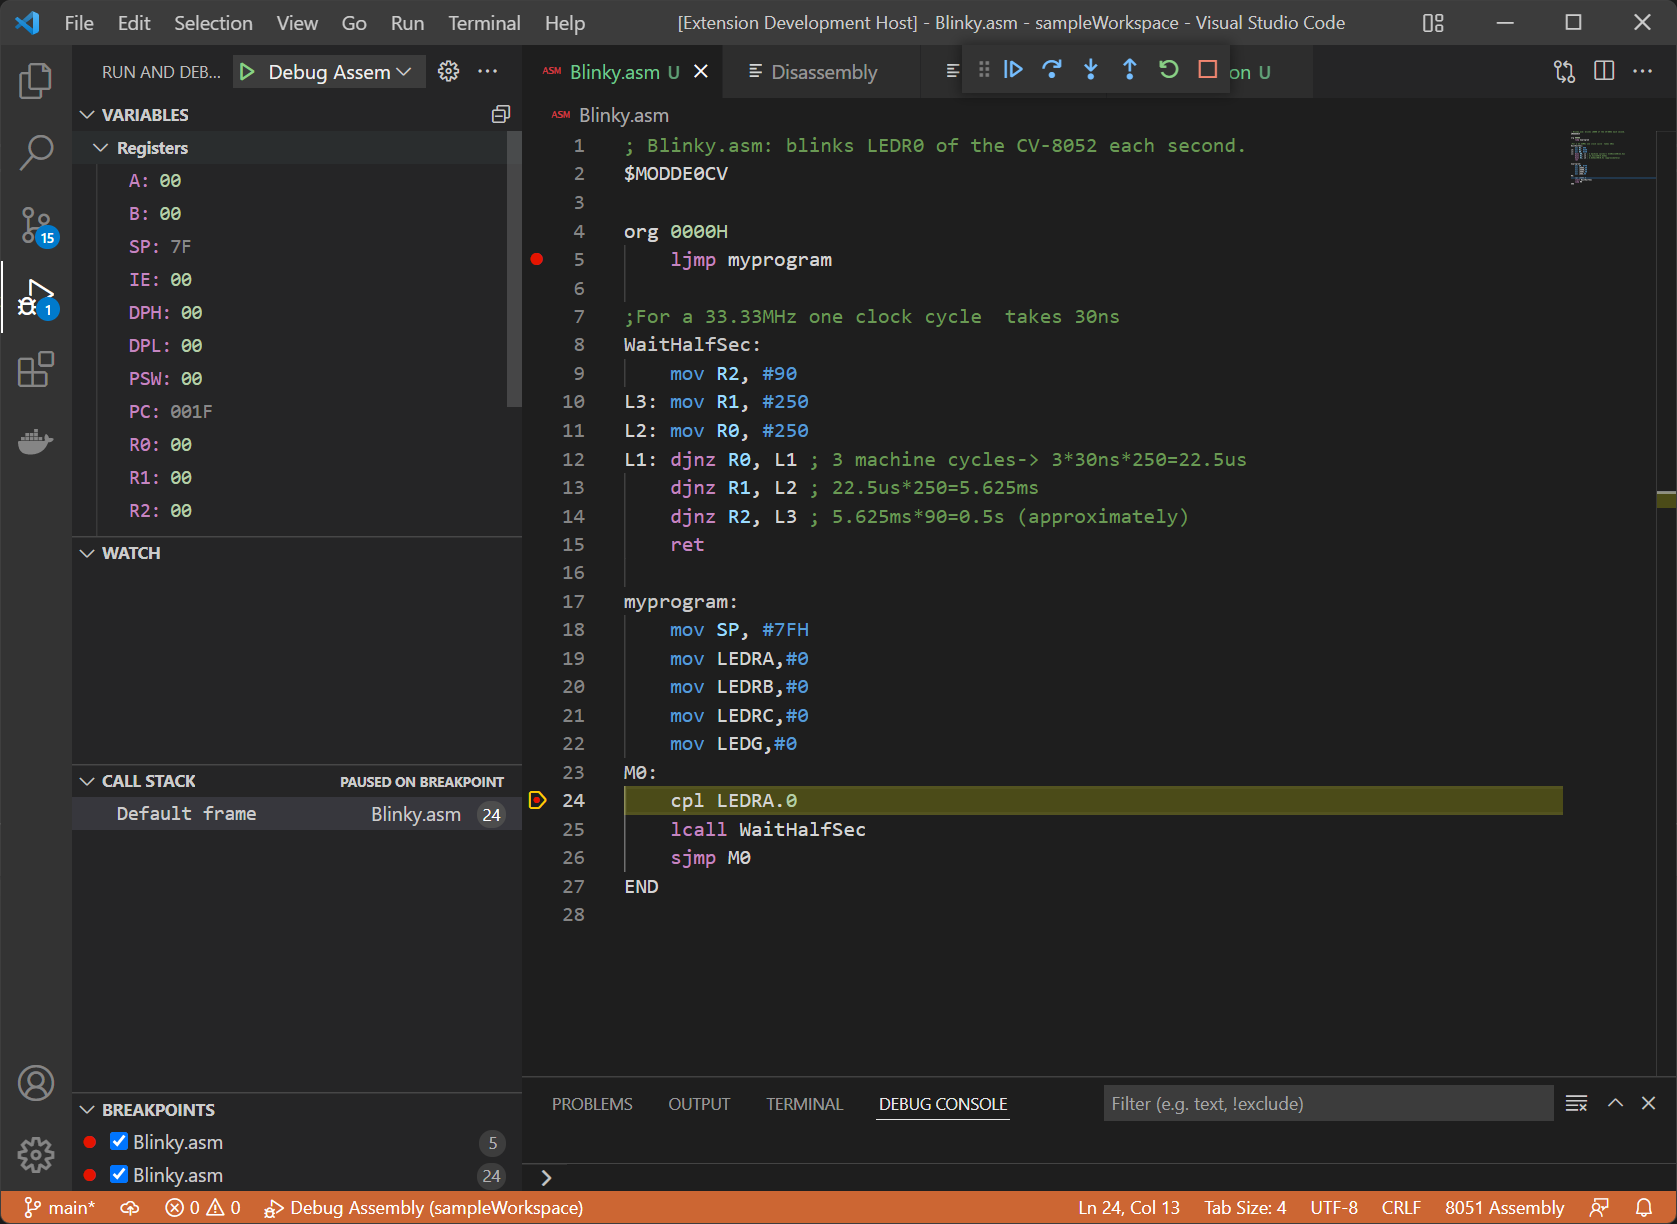 File Edit Selection View Go Run Terminal Help [Extension Development Host] - Blinky.asm - sampleWorkspace - Visual Studio Code
RUN AND DEB... Debug Assem
ASM Blinky.asm U Disassembly on U
VARIABLES
Registers
A: 00
B: 00
SP: 7F
IE: 00
DPH: 00
DPL: 00
PSW: 00
PC: 001F
R0: 00
R1: 00
R2: 00
WATCH
CALL STACK PAUSED ON BREAKPOINT
Default frame Blinky.asm 24
BREAKPOINTS
Blinky.asm 5
Blinky.asm 24
15
1
ASM Blinky.asm
1 ; Blinky.asm: blinks LEDR0 of the CV-8052 each second.
2 $MODDE0CV
3
4 org 0000H
5 ljmp myprogram
6
7 ;For a 33.33MHz one clock cycle  takes 30ns
8 WaitHalfSec:
9 mov R2, #90
10 L3: mov R1, #250
11 L2: mov R0, #250
12 L1: djnz R0, L1 ; 3 machine cycles-> 3*30ns*250=22.5us
13 djnz R1, L2 ; 22.5us*250=5.625ms
14 djnz R2, L3 ; 5.625ms*90=0.5s (approximately)
15 ret
16
17 myprogram:
18 mov SP, #7FH
19 mov LEDRA,#0
20 mov LEDRB,#0
21 mov LEDRC,#0
22 mov LEDG,#0
23 M0:
24 cpl LEDRA.0
25 lcall WaitHalfSec
26 sjmp M0
27 END
28
PROBLEMS OUTPUT TERMINAL DEBUG CONSOLE Filter (e.g. text, !exclude)
main* 0 0 Debug Assembly (sampleWorkspace) Ln 24, Col 13 Tab Size: 4 UTF-8 CRLF 8051 Assembly